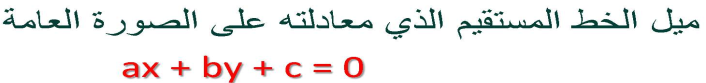 ميل الخط المستقيم الذي معادلته على الصورة العامة
ax + by + c = 0